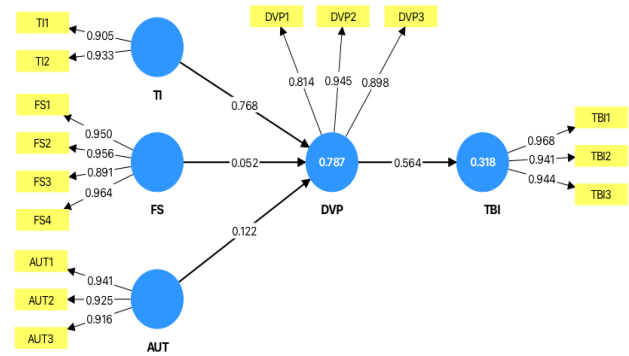 DVP1
DVP2
DVP3
TI1
0.905
TI2
0.933
TI
0.814
0.945
0.898
0.768
FS1
0.950
FS2
0.956
FS3
0.891
FS4
0.964
FS
0.052
0.787
DVP
0.564
0.318
TBI
0.968
TBI1
0.941
TBI2
0.944
TBI3
0.122
AUT1
0.941
AUT2
0.925
AUT3
0.916
AUT